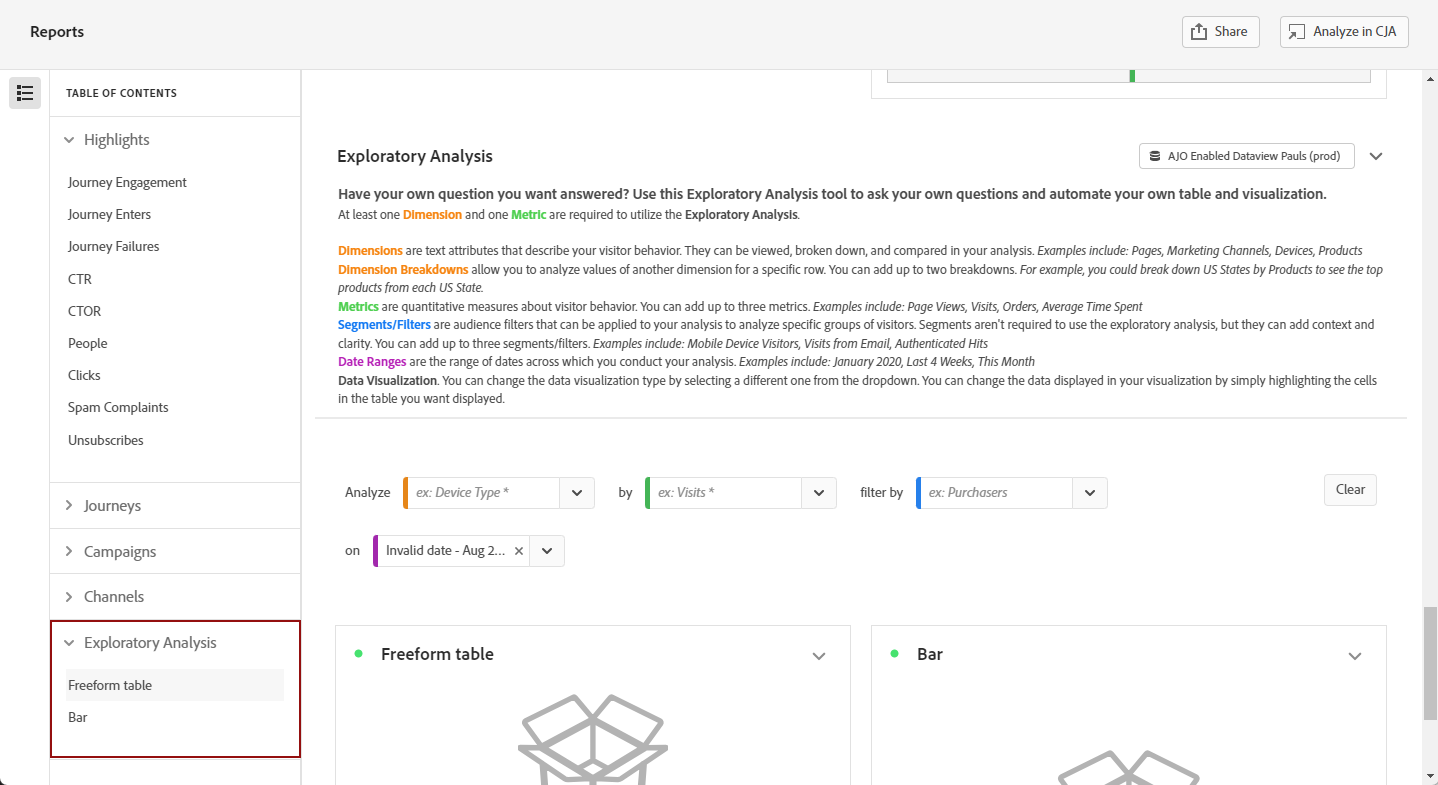 Reports
Share
Analyze in CJA
TABLE OF CONTENTS
Highlights
Journey Engagement
Journey Enters
Journey Failures
CTR
CTOR
People
Clicks
Spam Complaints
Unsubscribes
Journeys
Campaigns
Channels
Exploratory Analysis
Freeform table
Bar
Exploratory Analysis
AJO Enabled Dataview Pauls (prod)
Have your own question you want answered? Use this Exploratory Analysis tool to ask your own questions and automate your own table and visualization.
At least one Dimension and one Metric are required to utilize the Exploratory Analysis.
Dimensions are text attributes that describe your visitor behavior. They can be viewed, broken down, and compared in your analysis. Examples include: Pages, Marketing Channels, Devices, Products
Dimension Breakdowns allow you to analyze values of another dimension for a specific row. You can add up to two breakdowns. For example, you could break down US States by Products to see the top
products from each US State.
Metrics are quantitative measures about visitor behavior. You can add up to three metrics. Examples include: Page Views, Visits, Orders, Average Time Spent
Segments/Filters are audience filters that can be applied to your analysis to analyze specific groups of visitors. Segments aren't required to use the exploratory analysis, but they can add context and
clarity. You can add up to three segments/filters. Examples include: Mobile Device Visitors, Visits from Email, Authenticated Hits
Date Ranges are the range of dates across which you conduct your analysis. Examples include: January 2020, Last 4 Weeks, This Month
Data Visualization. You can change the data visualization type by selecting a different one from the dropdown. You can change the data displayed in your visualization by simply highlighting the cells
in the table you want displayed.
Analyze ex: Device Type * by ex: Visits * filter by ex: Purchasers Clear
on Invalid date - Aug 2...
Freeform table
Bar